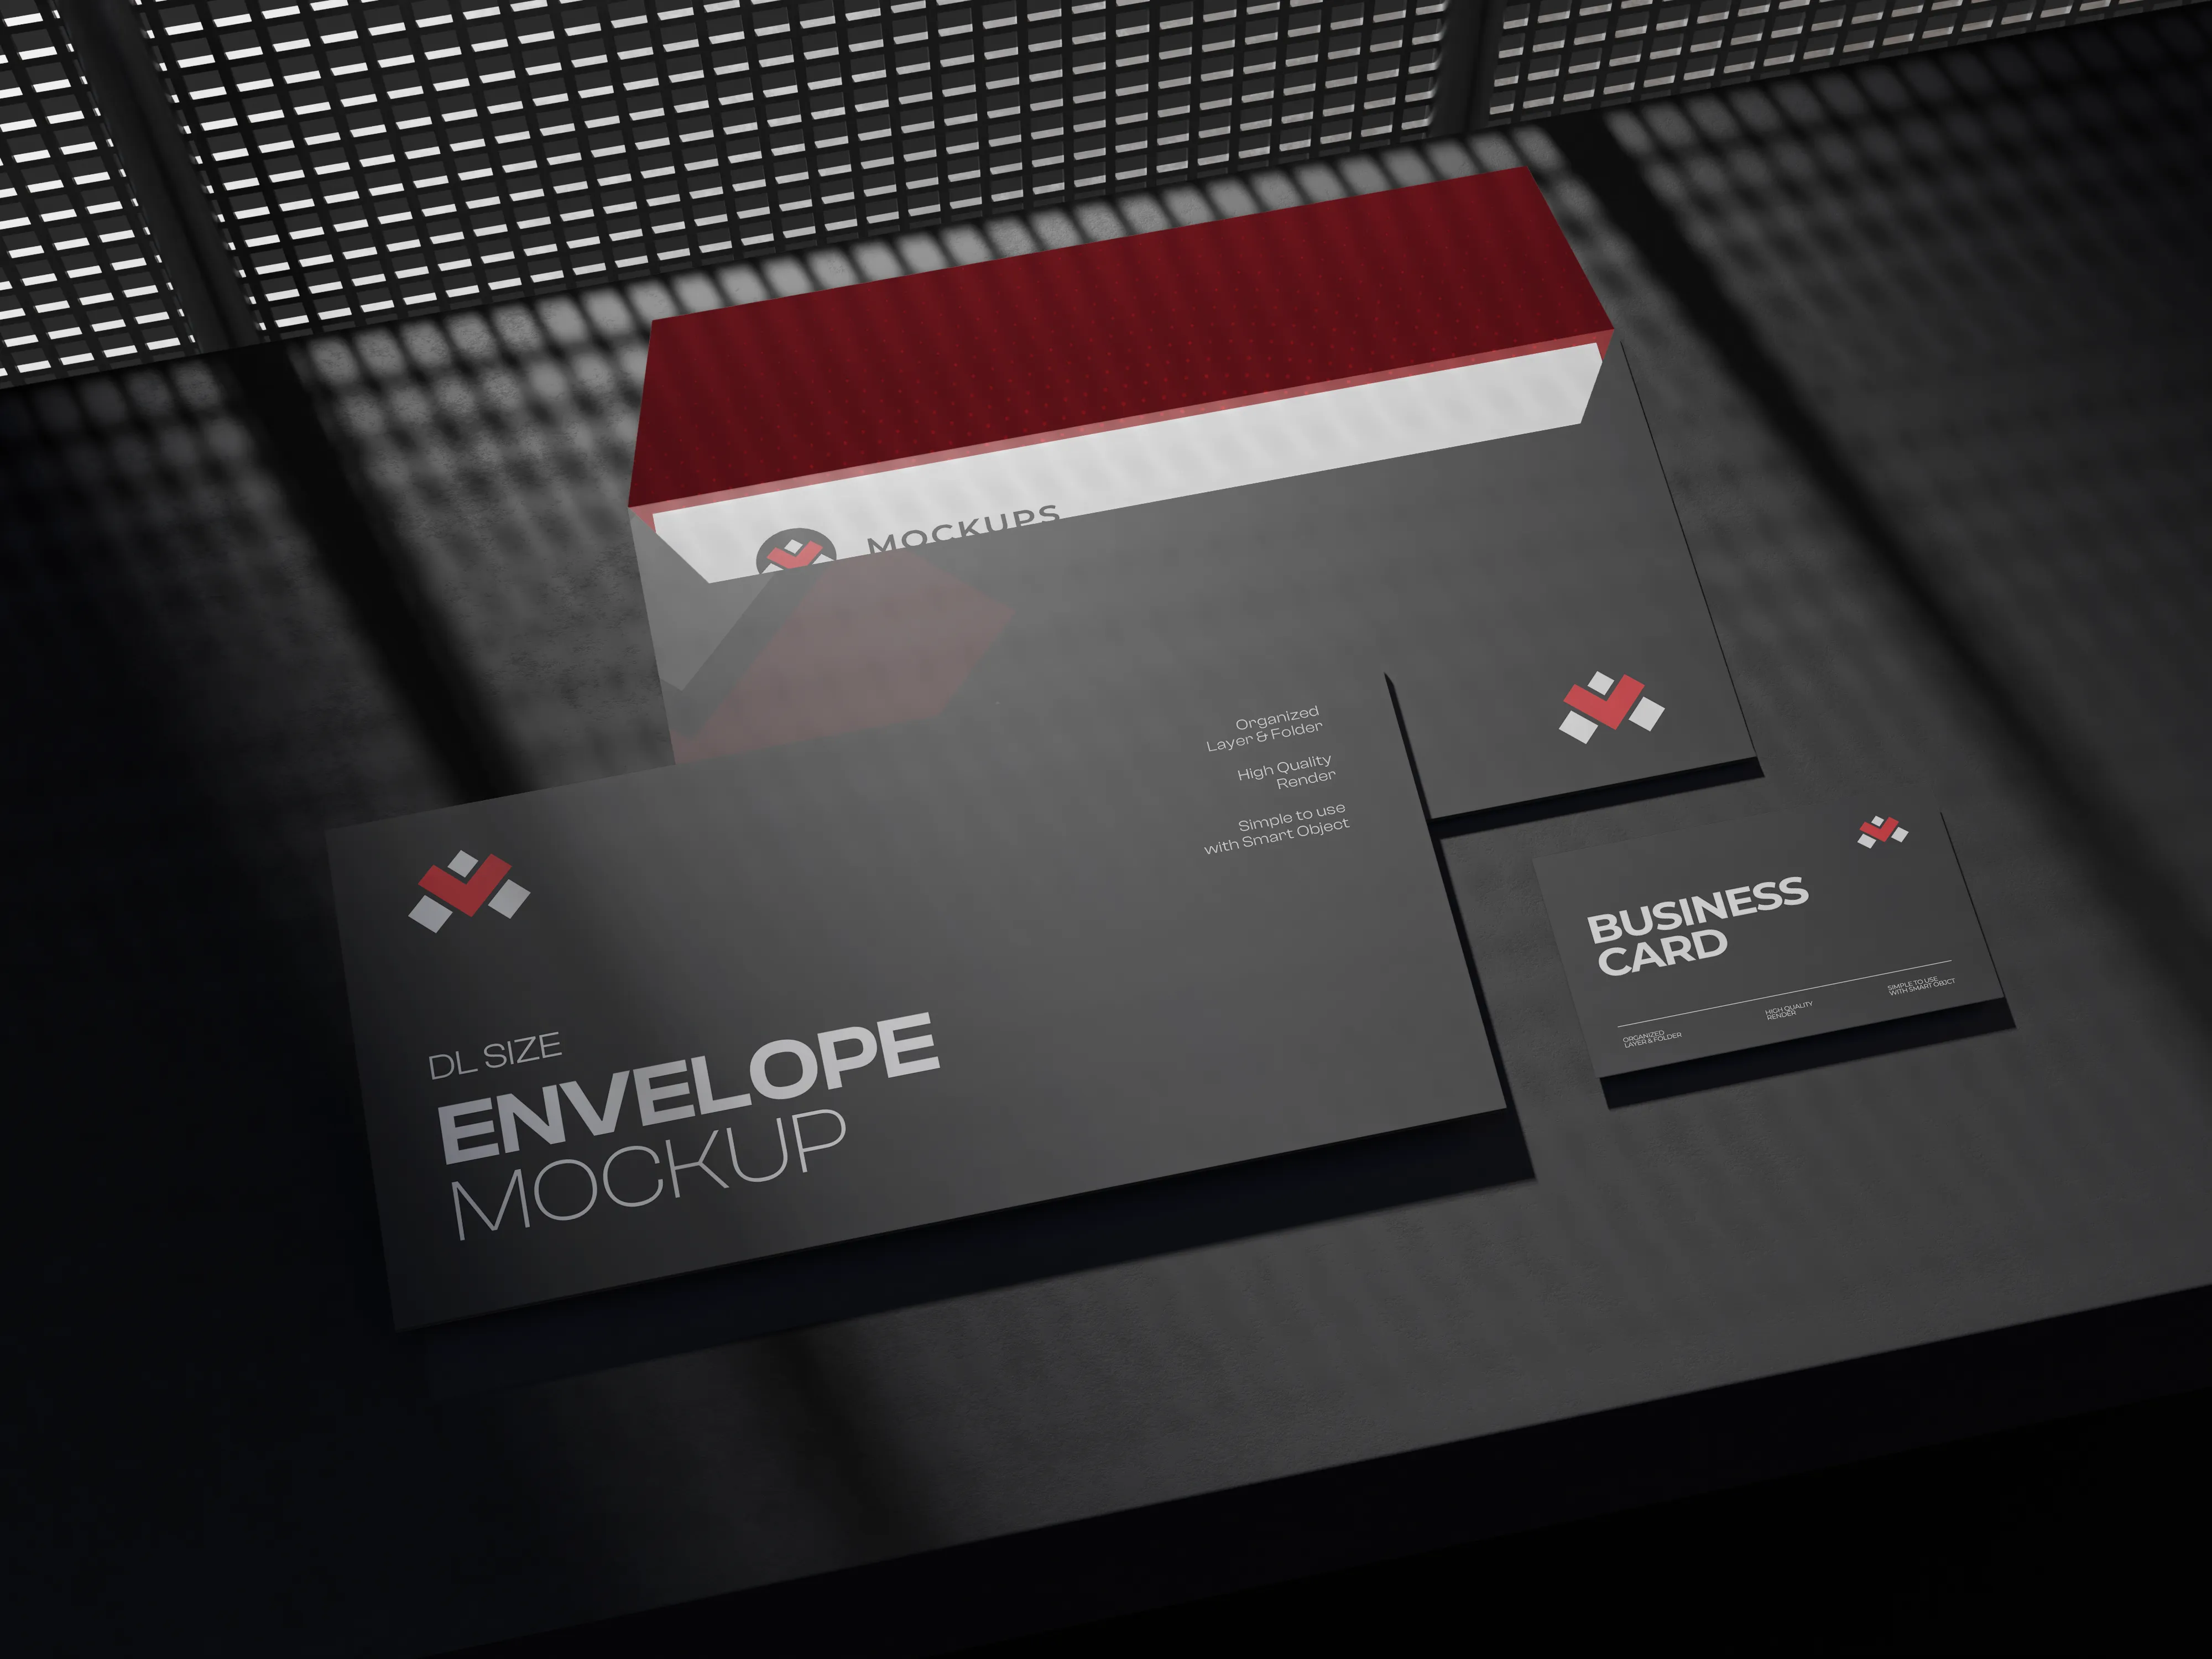 MOCKUPS
Organized
Layer & Folder
High Quality
Render
Simple to use
with Smart Object
DL SIZE
ENVELOPE
MOCKUP
BUSINESS
CARD
ORGANIZED
LAYER & FOLDER
HIGH QUALITY
RENDER
SIMPLE TO USE
WITH SMART OBJCT